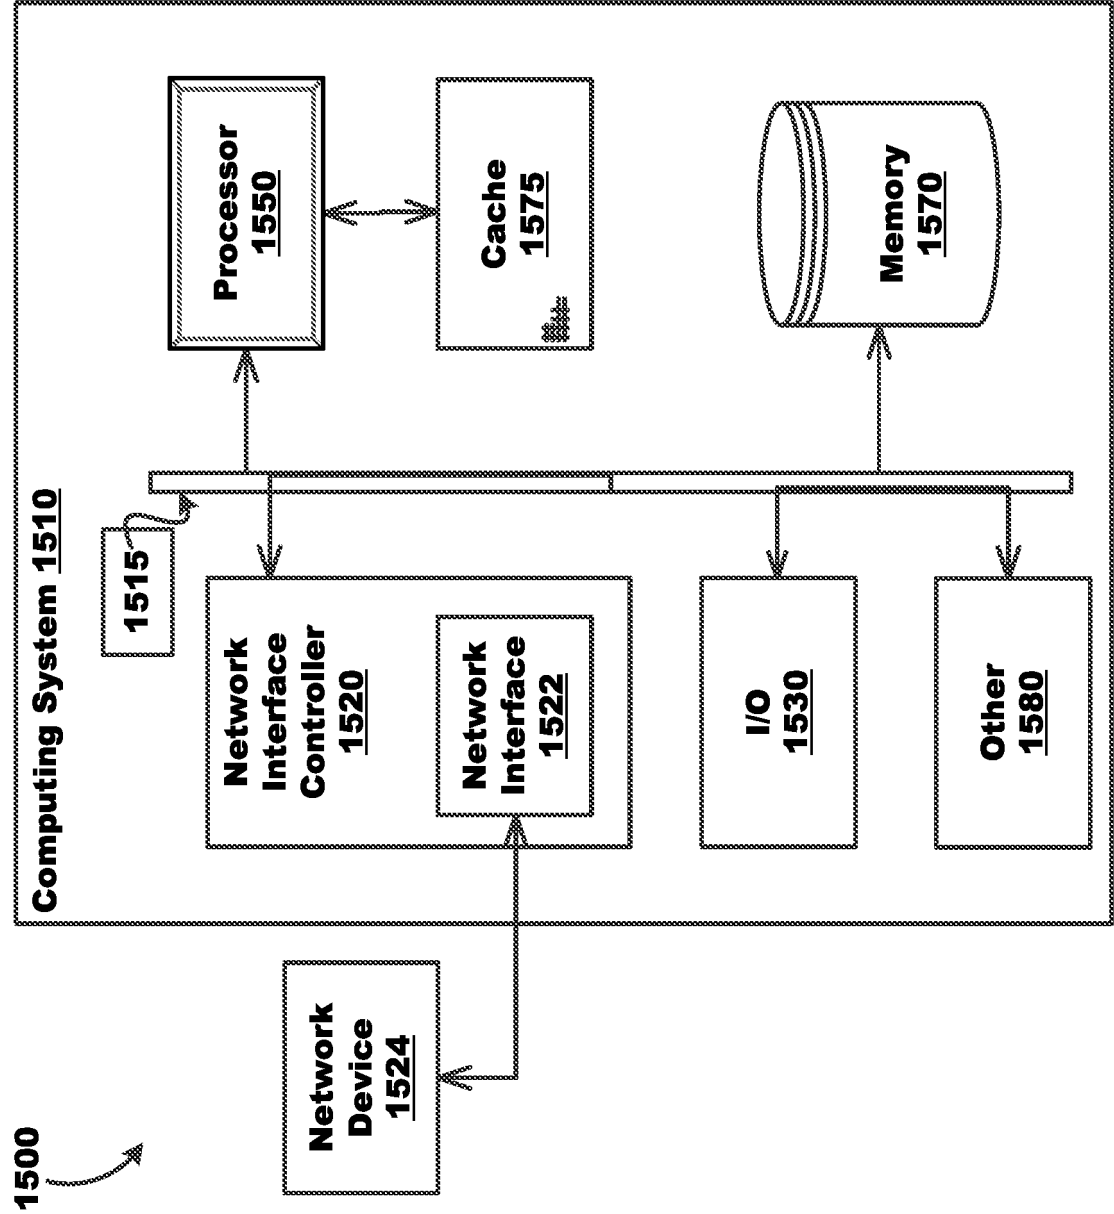 1500
Computing System 1510
1515
Processor
1550
Cache
1575
Memory
1570
Network
Interface
Controller
1520
Network
Interface
1522
I/O
1530
Other
1580
Network
Device
1524